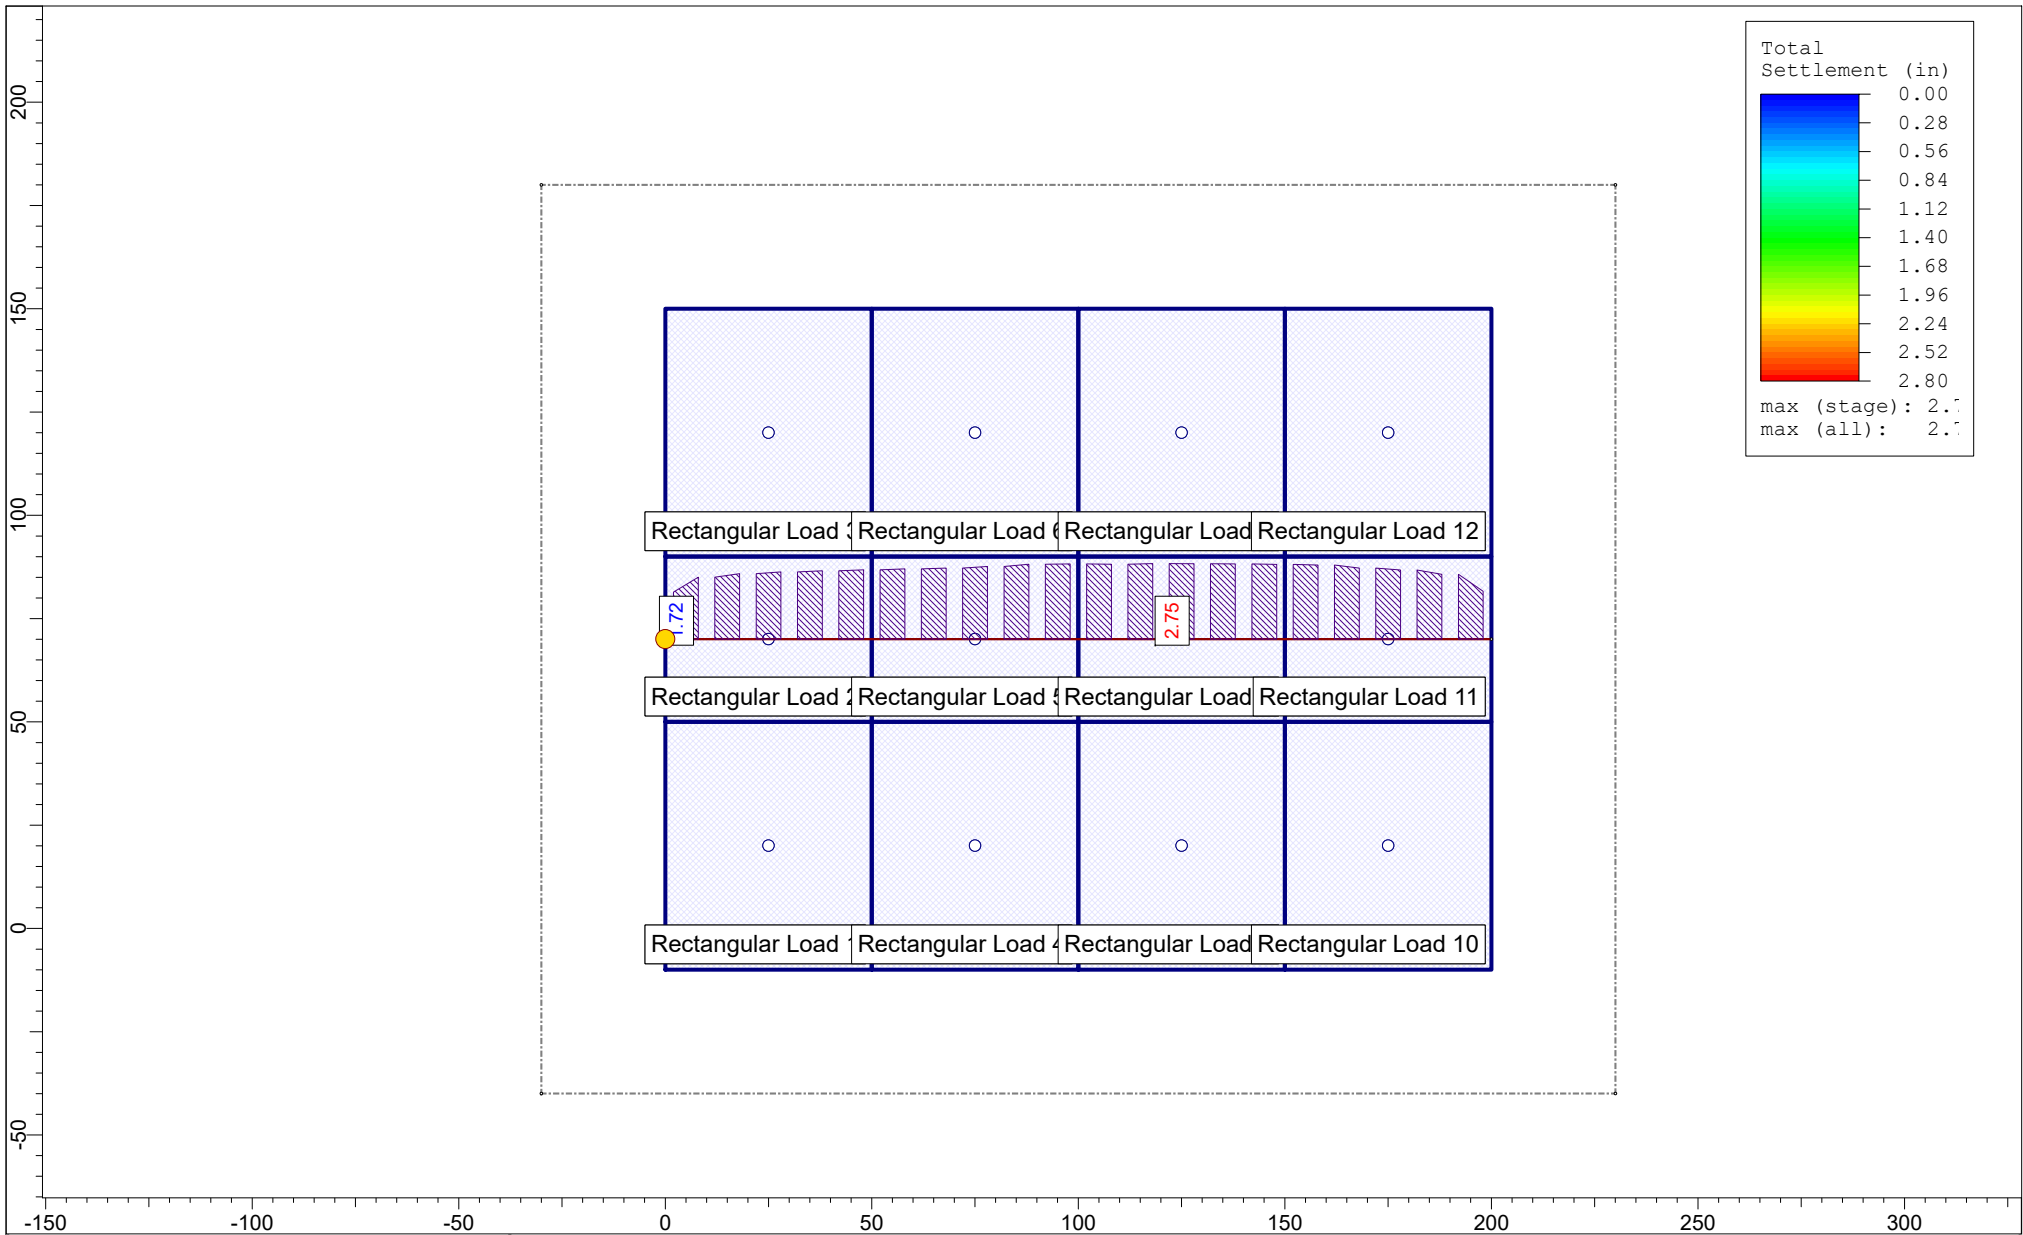 Total
Settlement (in)
0.00
0.28
0.56
0.84
1.12
1.40
1.68
1.96
2.24
2.52
2.80
max (stage): 2.
max (all): 2.
200
150
100
50
0
-50
Rectangular Load
Rectangular Load
Rectangular Load
Rectangular Load 12
1.72
2.75
Rectangular Load
Rectangular Load
Rectangular Load
Rectangular Load 11
Rectangular Load
Rectangular Load
Rectangular Load
Rectangular Load 10
-150
-100
-50
0
50
100
150
200
250
300